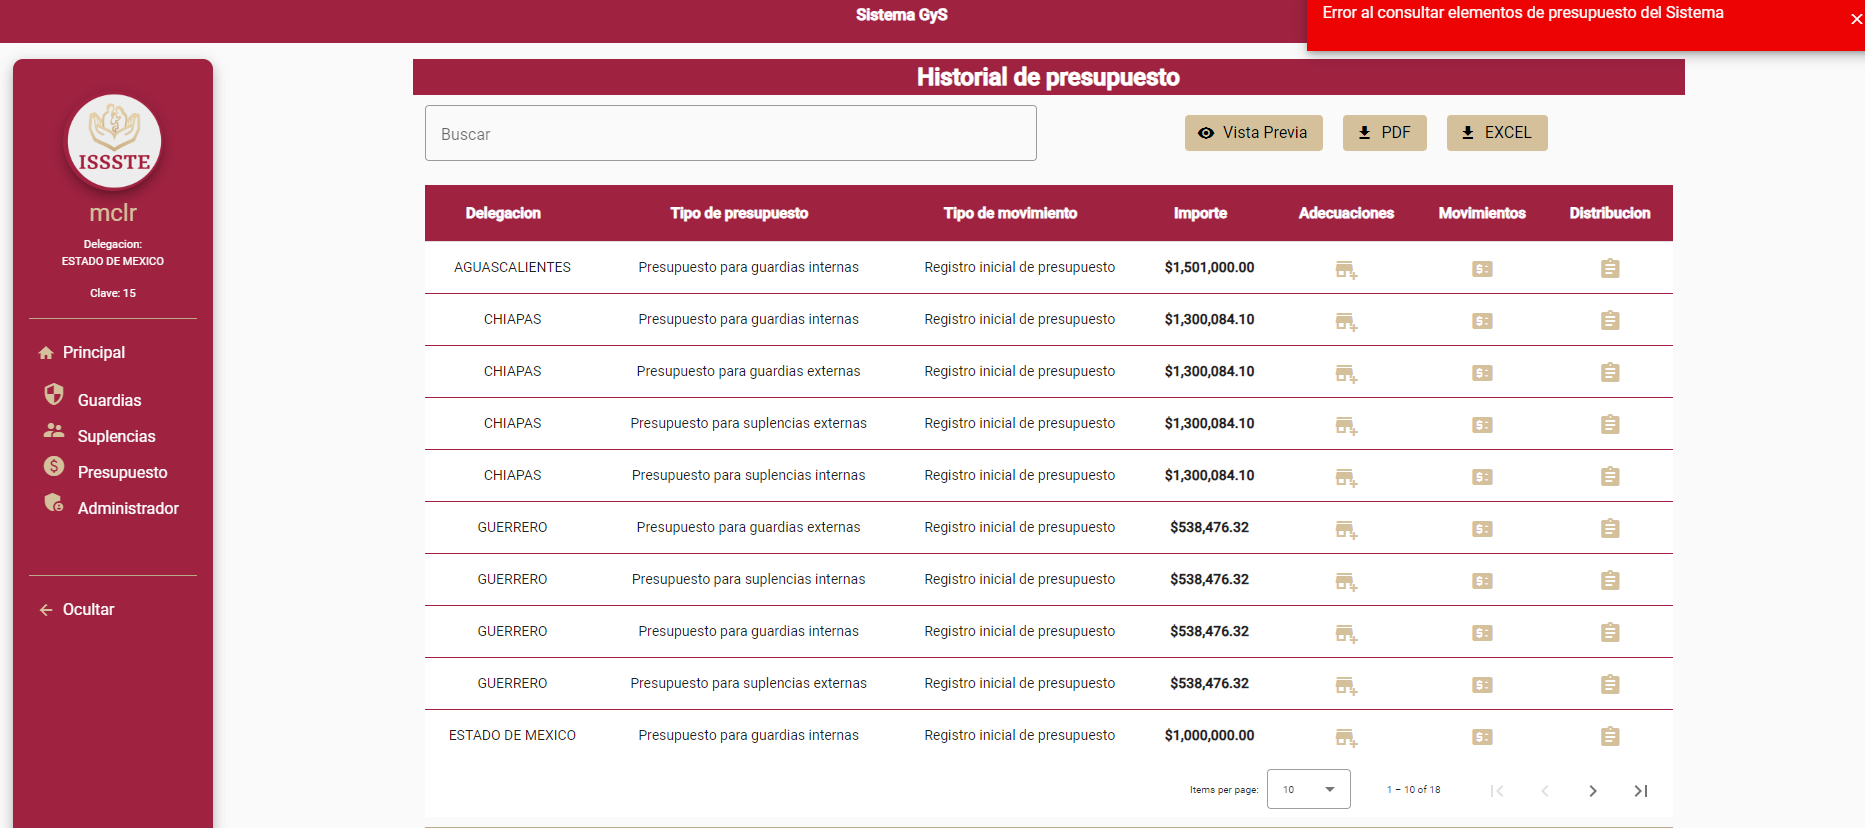 Sistema GyS
Error al consultar elementos de presupuesto del Sistema
ISSSTE
mclr
Delegacion:
ESTADO DE MEXICO
Clave: 15
Principal
Guardias
Suplencias
Presupuesto
Administrador
Ocultar
Historial de presupuesto
Buscar
Vista Previa
PDF
EXCEL
Delegacion Tipo de presupuesto Tipo de movimiento Importe Adecuaciones Movimientos Distribucion
AGUASCALIENTES Presupuesto para guardias internas Registro inicial de presupuesto $1,501,000.00
CHIAPAS Presupuesto para guardias internas Registro inicial de presupuesto $1,300,084.10
CHIAPAS Presupuesto para guardias externas Registro inicial de presupuesto $1,300,084.10
CHIAPAS Presupuesto para suplencias externas Registro inicial de presupuesto $1,300,084.10
CHIAPAS Presupuesto para suplencias internas Registro inicial de presupuesto $1,300,084.10
GUERRERO Presupuesto para guardias externas Registro inicial de presupuesto $538,476.32
GUERRERO Presupuesto para suplencias internas Registro inicial de presupuesto $538,476.32
GUERRERO Presupuesto para guardias internas Registro inicial de presupuesto $538,476.32
GUERRERO Presupuesto para suplencias externas Registro inicial de presupuesto $538,476.32
ESTADO DE MEXICO Presupuesto para guardias internas Registro inicial de presupuesto $1,000,000.00
Items per page: 10 1 – 10 of 18